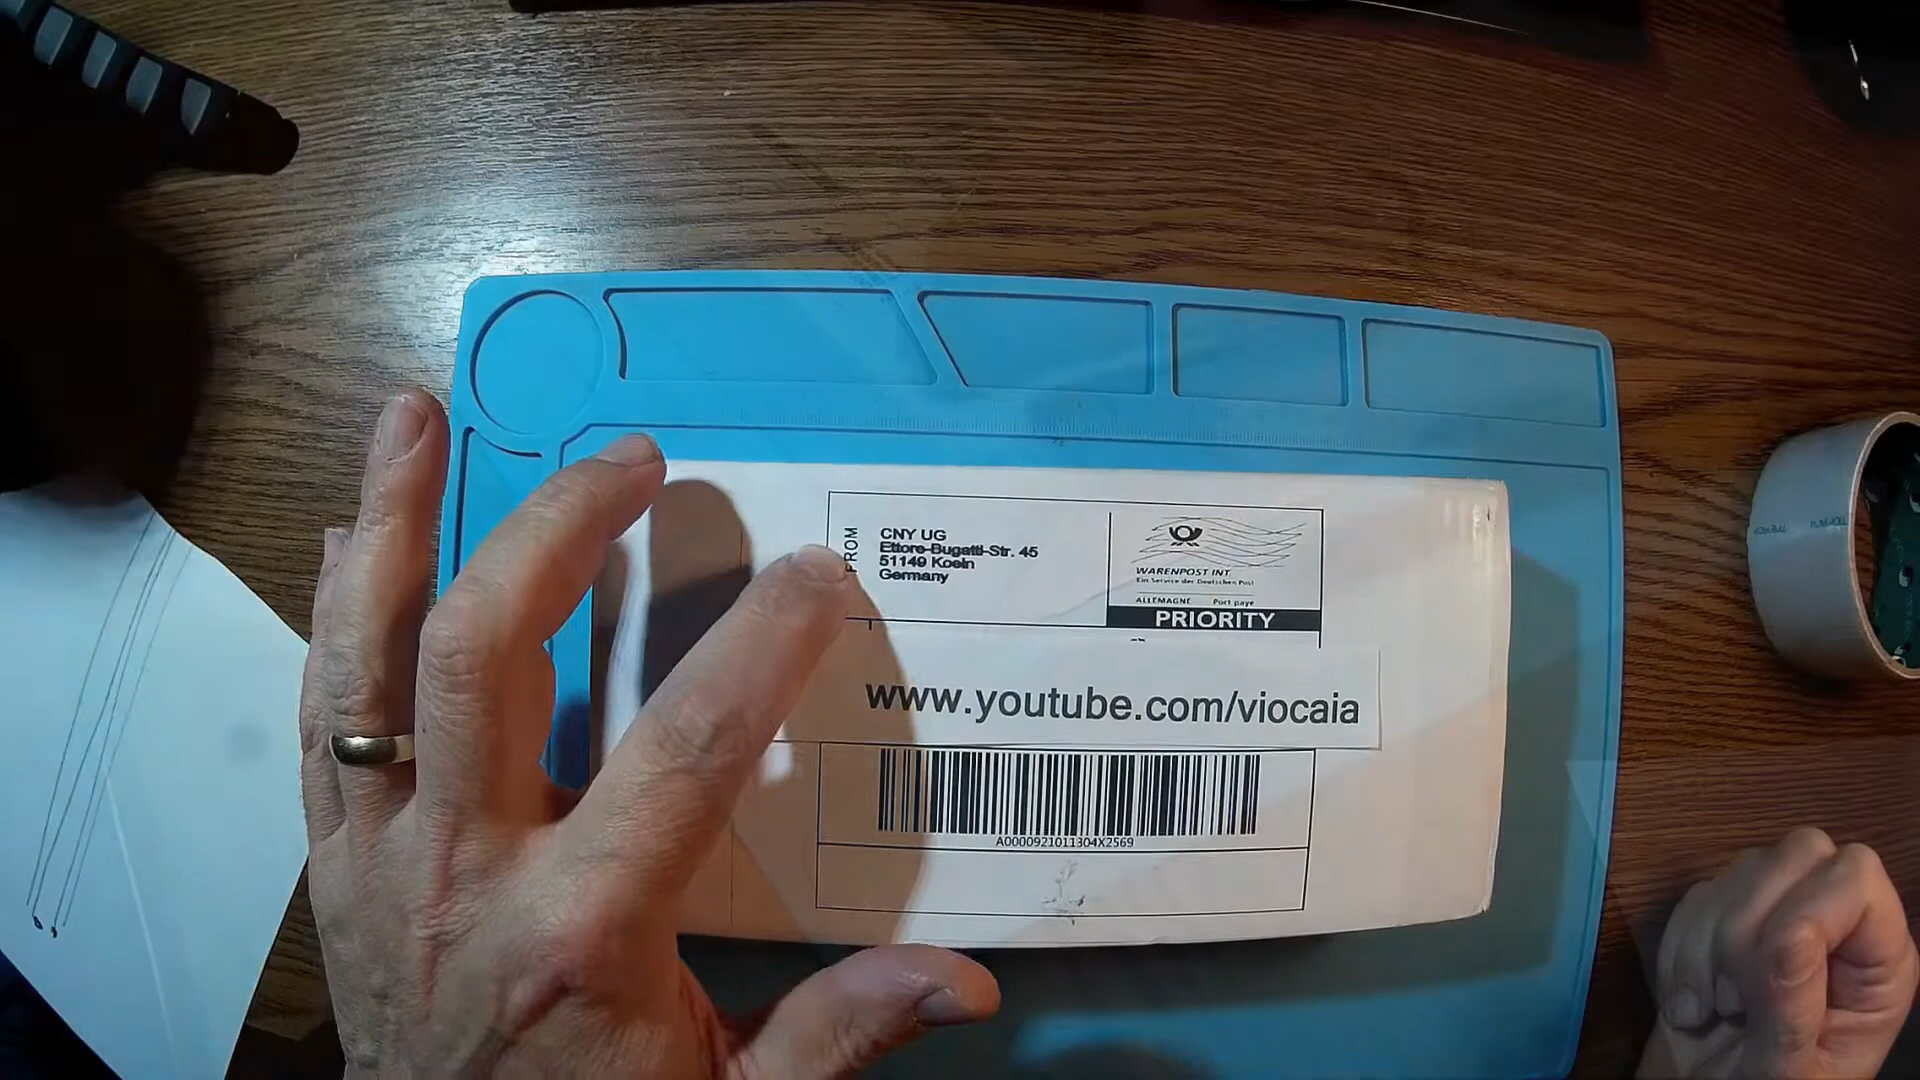 FROM
CNY UG
Ettore-Bugatti-Str. 45
51149 Koeln
Germany
WARENPOST INT
Ein Service der Deutschen Post
ALLEMAGNE Port paye
PRIORITY
www.youtube.com/viocaia
A0000921011304X2569